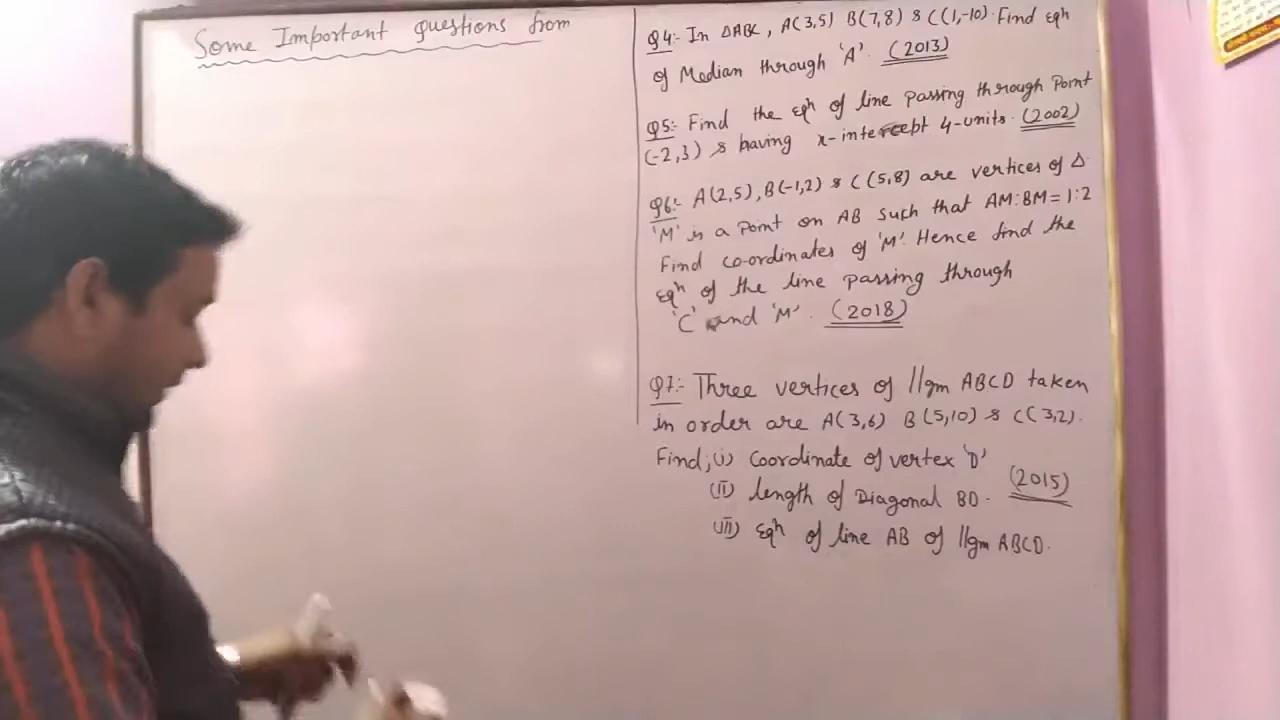 Some Important questions from
Q4:- In ΔABC, A(3,5) B(7,8) & C(1,-10). Find eqn
of Median through 'A'. (2013)
Q5:- Find the eqn of line passing through Point
(-2,3) & having x-intercept 4-units. (2002)
Q6:- A(2,5), B(-1,2) & C(5,8) are vertices of Δ
'M' is a point on AB such that AM:BM=1:2
Find co-ordinates of 'M'. Hence find the
eqn of the line passing through
'C' and 'M'. (2018)
Q7:- Three vertices of //gm ABCD taken
in order are A(3,6) B(5,10) & C(3,2).
Find;(i) Coordinate of vertex 'D'
(ii) length of Diagonal BD. (2015)
(iii) eqn of line AB of //gm ABCD.